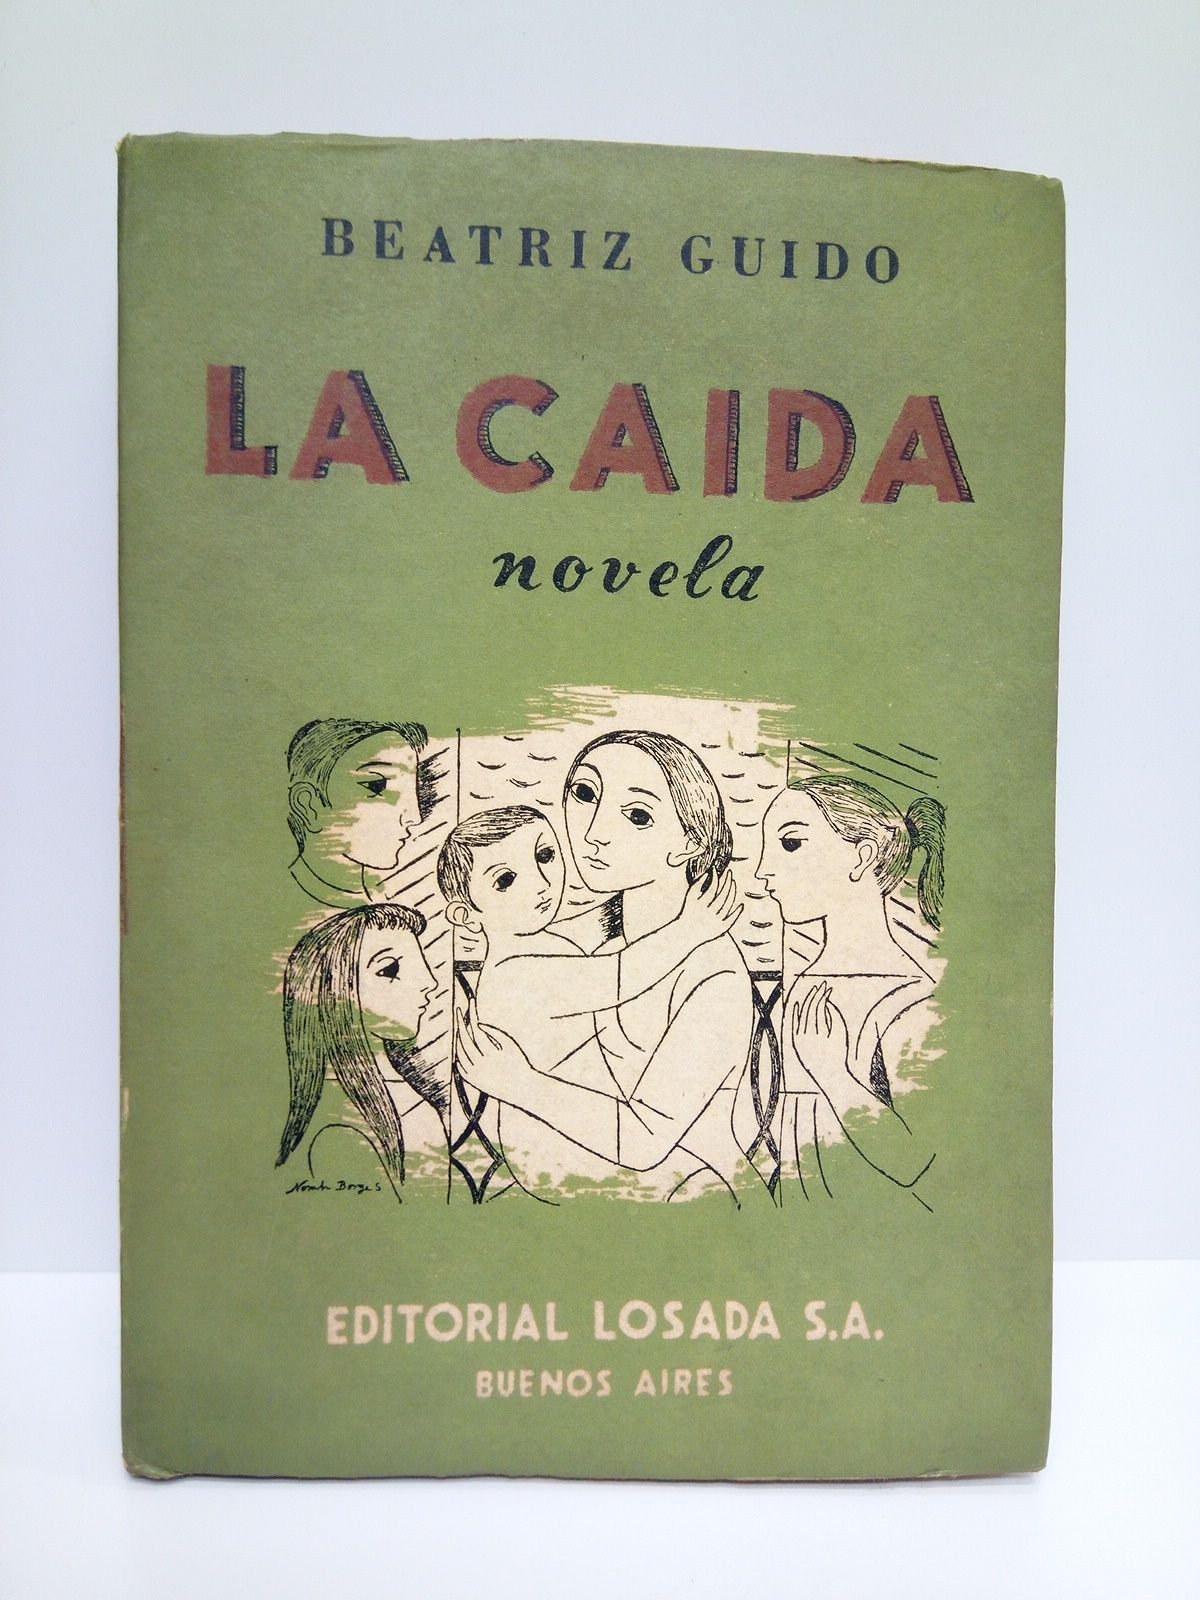 BEATRIZ GUIDO
LA CAIDA
novela
Norah Borges
EDITORIAL LOSADA S.A.
BUENOS AIRES